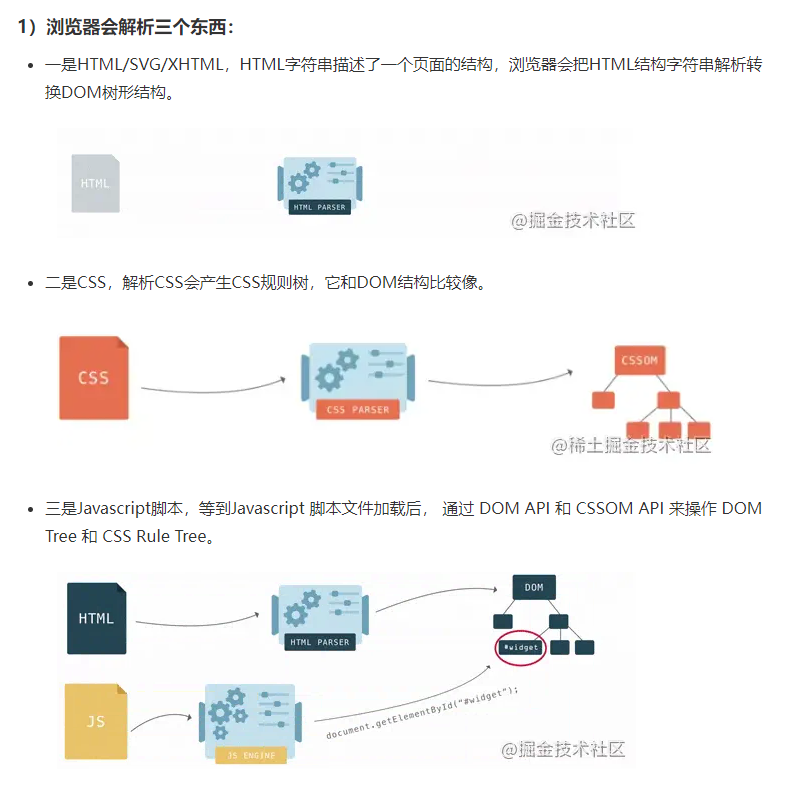 1）浏览器会解析三个东西：
一是HTML/SVG/XHTML，HTML字符串描述了一个页面的结构，浏览器会把HTML结构字符串解析转
换DOM树形结构。
HTML
HTML PARSER
@掘金技术社区
二是CSS，解析CSS会产生CSS规则树，它和DOM结构比较像。
CSS
CSS PARSER
CSSOM
@稀土掘金技术社区
三是Javascript脚本，等到Javascript 脚本文件加载后， 通过 DOM API 和 CSSOM API 来操作 DOM
Tree 和 CSS Rule Tree。
HTML
HTML PARSER
DOM
#widget
JS
JS ENGINE
document.getElementById("#widget");
@掘金技术社区